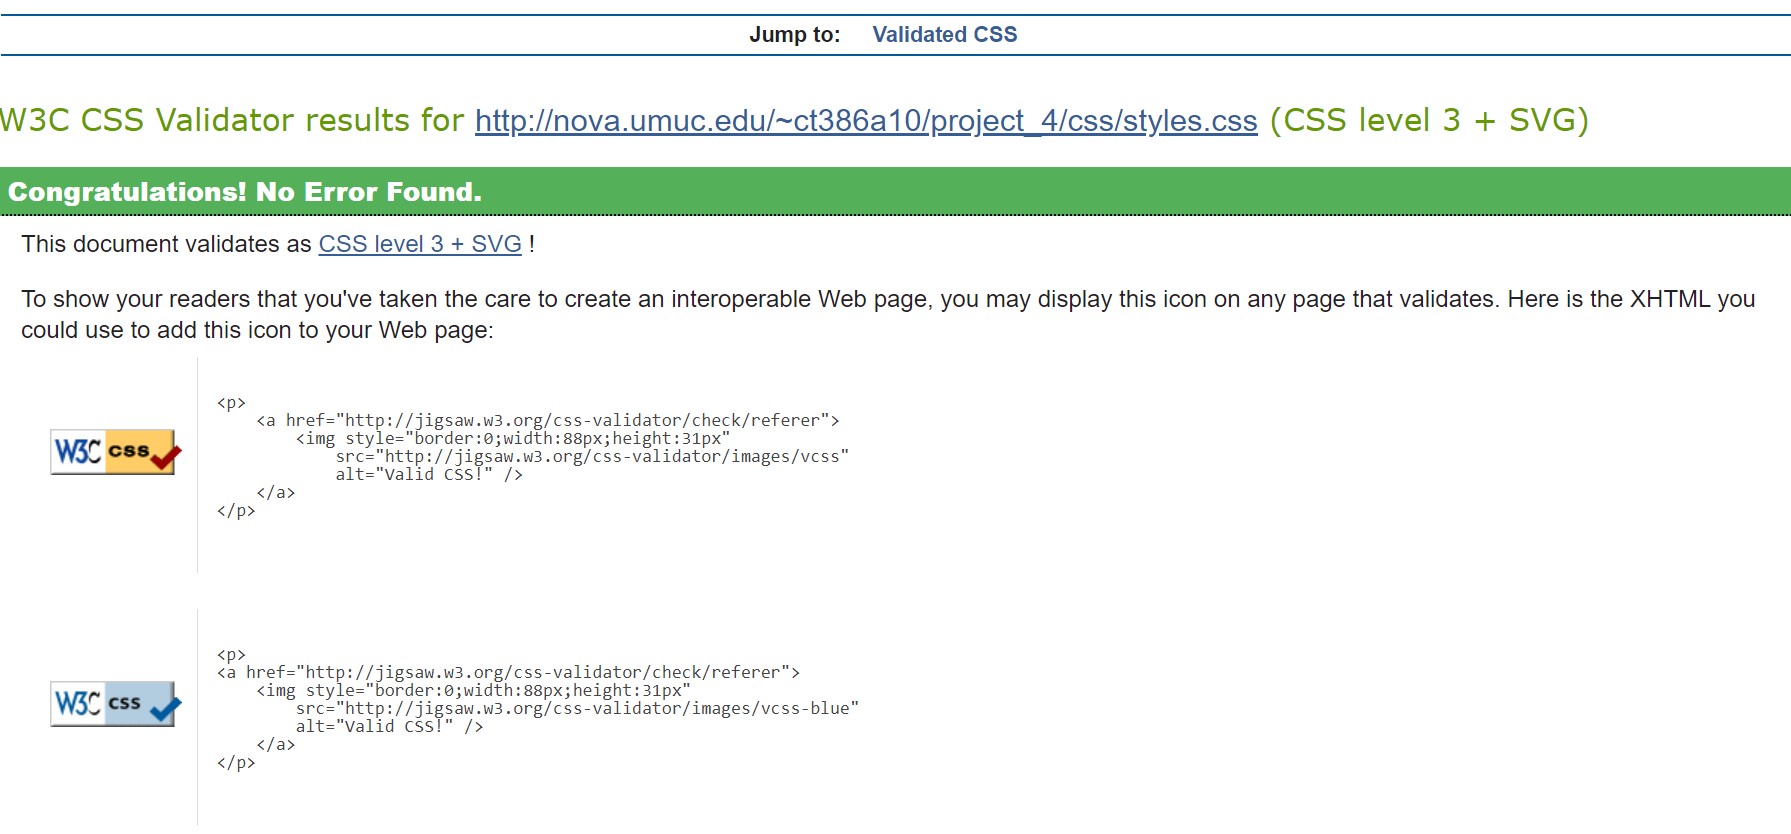 Jump to: Validated CSS
W3C CSS Validator results for http://nova.umuc.edu/~ct386a10/project_4/css/styles.css (CSS level 3 + SVG)
Congratulations! No Error Found.
This document validates as CSS level 3 + SVG !
To show your readers that you've taken the care to create an interoperable Web page, you may display this icon on any page that validates. Here is the XHTML you
could use to add this icon to your Web page:
W3C css
<p>
<a href="http://jigsaw.w3.org/css-validator/check/referer">
<img style="border:0;width:88px;height:31px"
src="http://jigsaw.w3.org/css-validator/images/vcss"
alt="Valid CSS!" />
</a>
</p>
W3C css
<p>
<a href="http://jigsaw.w3.org/css-validator/check/referer">
<img style="border:0;width:88px;height:31px"
src="http://jigsaw.w3.org/css-validator/images/vcss-blue"
alt="Valid CSS!" />
</a>
</p>